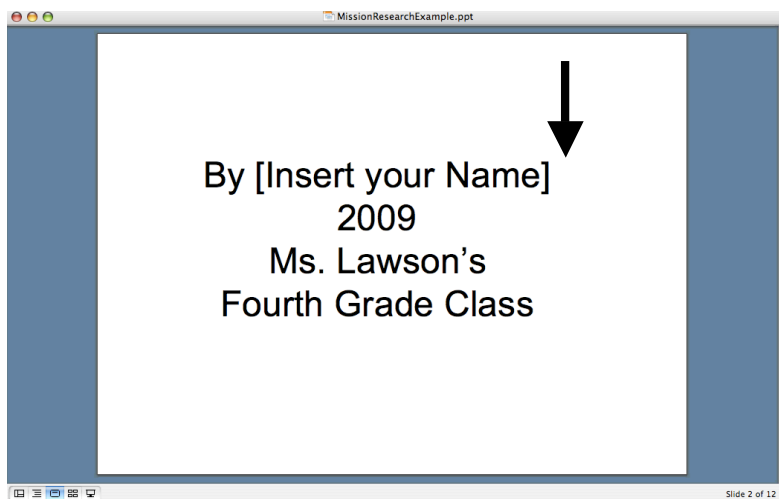 MissionResearchExample.ppt
By [Insert your Name]
2009
Ms. Lawson’s
Fourth Grade Class
Slide 2 of 12